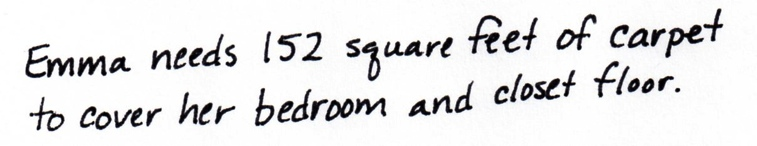 Emma needs 152 square feet of carpet
to cover her bedroom and closet floor.